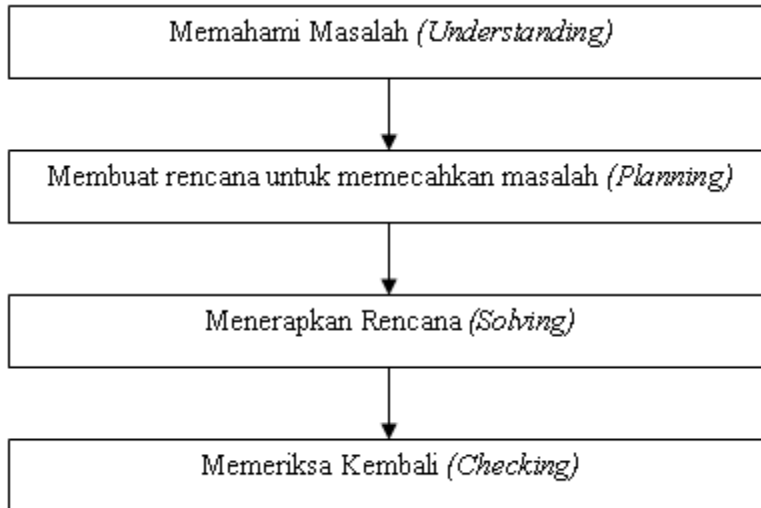 Memahami Masalah (Understanding)
Membuat rencana untuk memecahkan masalah (Planning)
Menerapkan Rencana (Solving)
Memeriksa Kembali (Checking)